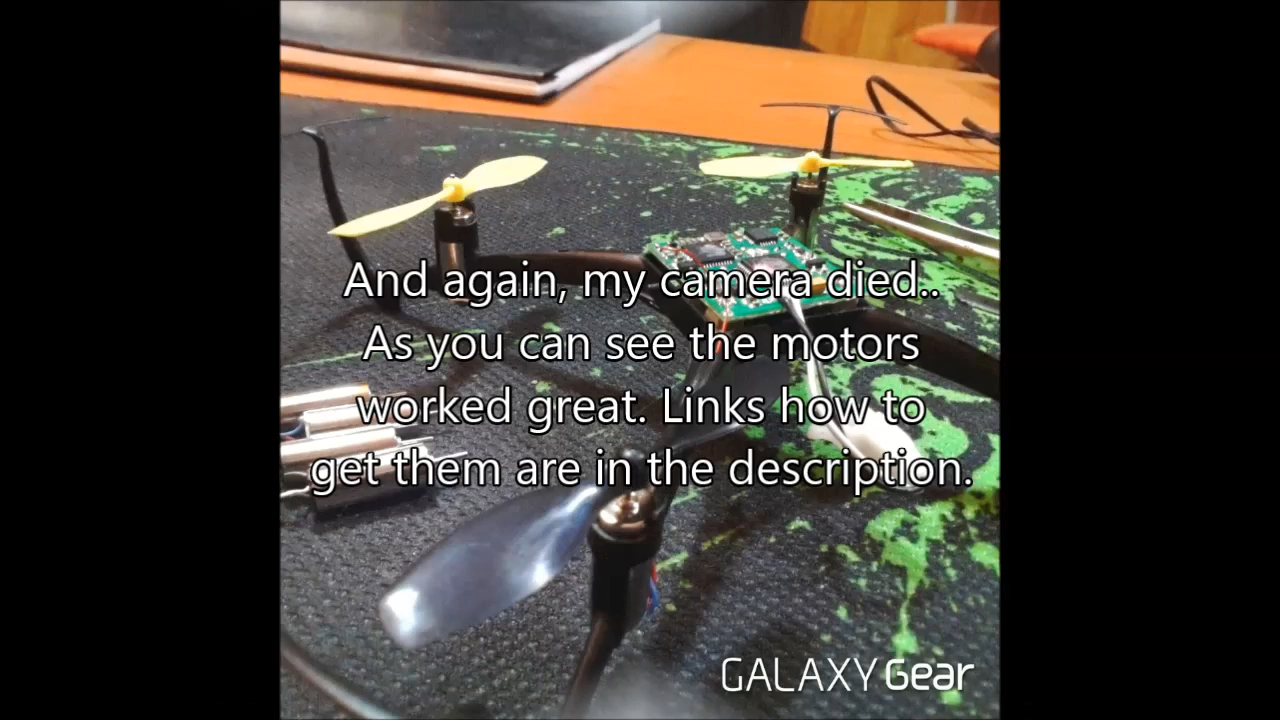 And again, my camera died..
As you can see the motors
worked great. Links how to
get them are in the description.
GALAXY Gear